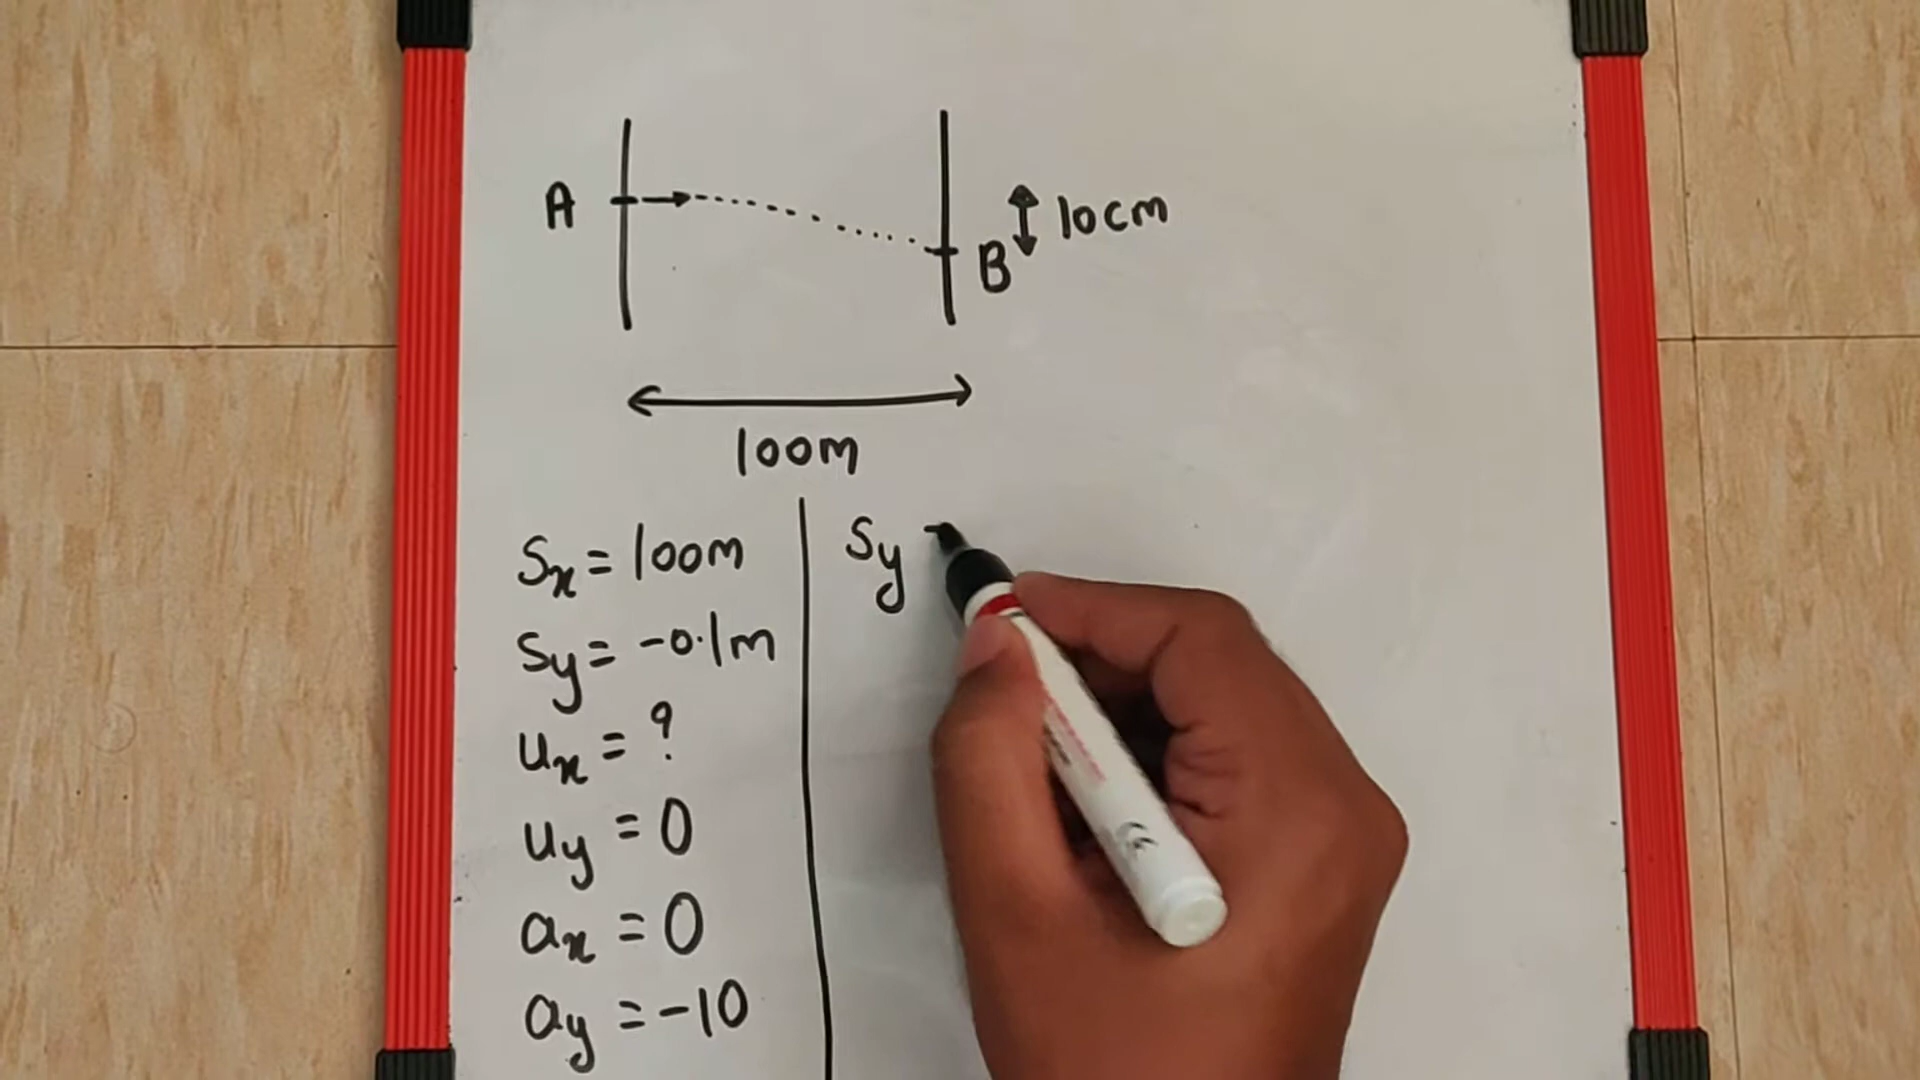 A
B
10cm
100m
Sx = 100m
Sy = -0.1m
ux = ?
uy = 0
ax = 0
ay = -10
Sy